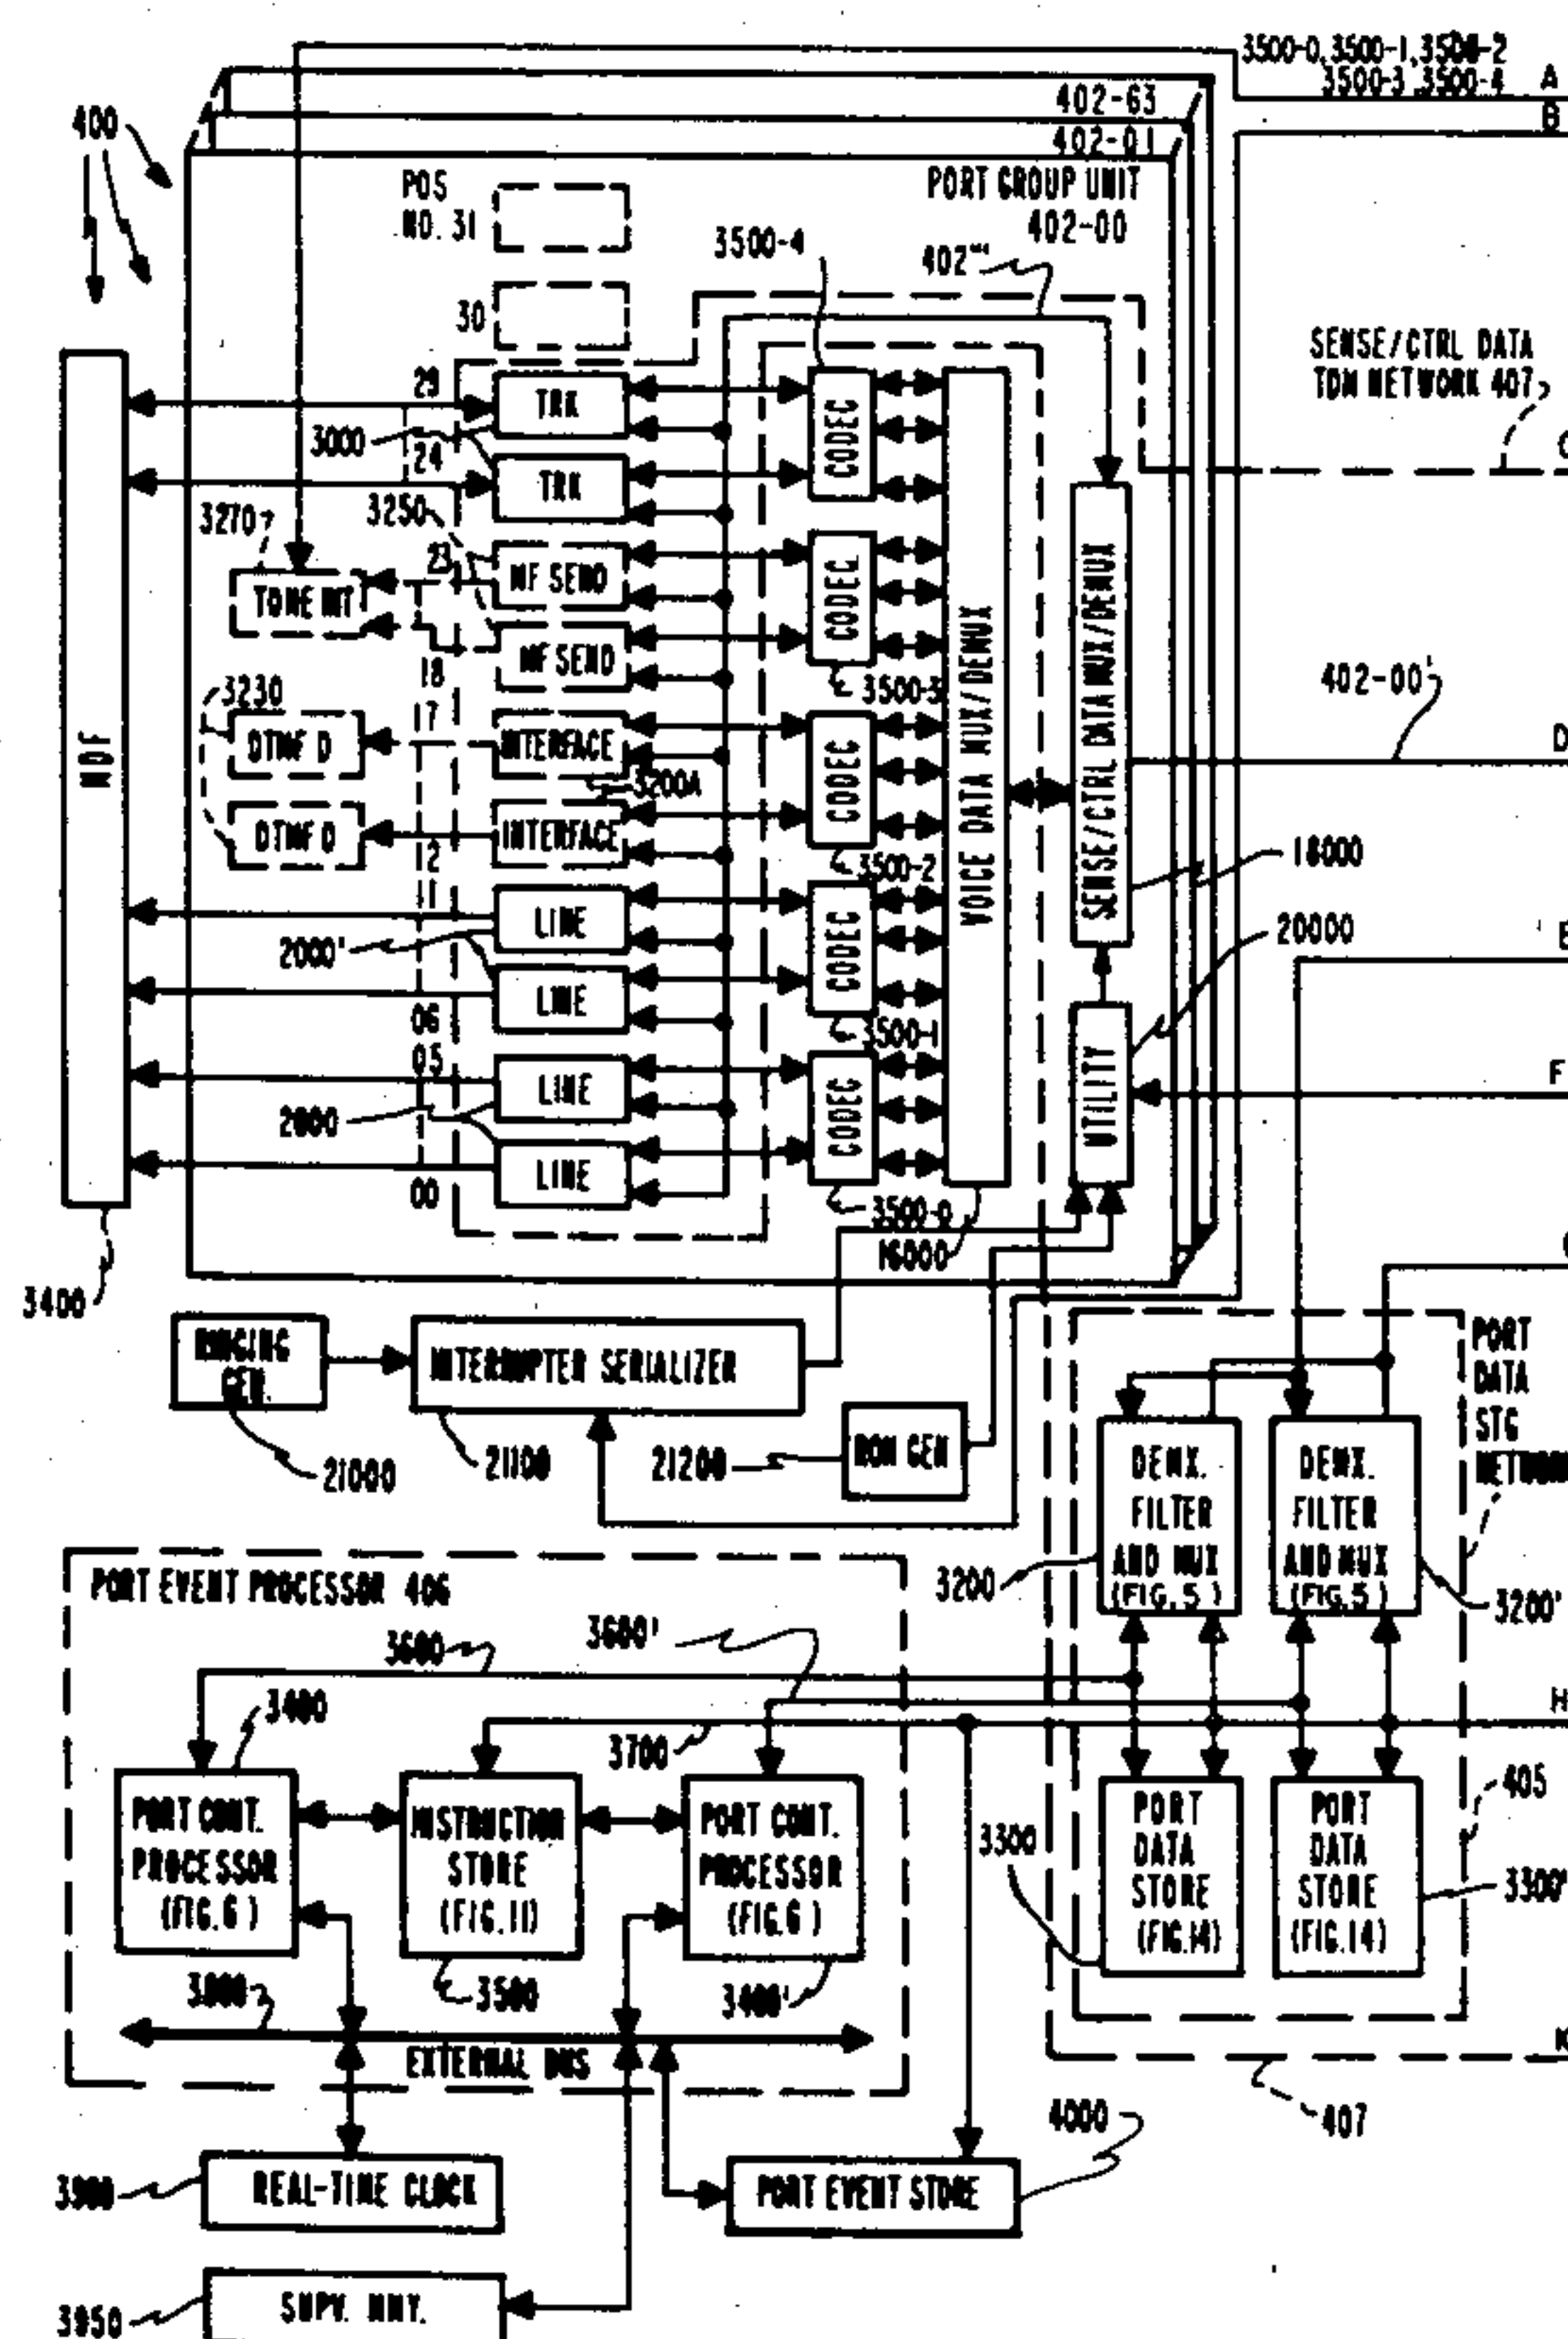 3500-0, 3500-1, 3500-2
3500-3, 3500-4
A
B
402-63
402-01
400
POS
NO. 31
PORT GROUP UNIT
402-00
3500-4
402'''
30
SENSE/CTRL DATA
TDM NETWORK 407
29
TRK
3000
24
TRK
CODEC
3270
3250
23
MF SEND
TONE INT
CODEC
MF SEND
18
3500-3
402-00'
3230
17
DTMF D
INTERFACE
D
MDF
3200A
CODEC
VOICE DATA MUX/DEMUX
SENSE/CTRL DATA MUX/DEMUX
DTMF D
INTERFACE
12
3500-2
18000
11
LINE
20000
2000'
CODEC
LINE
06
3500-1
05
LINE
UTILITY
F
2000
CODEC
LINE
00
3500-0
16000
3400
RINGING
GEN.
INTERRUPTER SERIALIZER
PORT
DATA
STG
21000
21100
21200
RON GEN
DEMX.
FILTER
AND MUX
(FIG. 5)
DEMX.
FILTER
AND MUX
(FIG. 5)
3200
3200'
PORT EVENT PROCESSOR 406
3600
3600'
3400
H
3700
PORT CONT.
PROCESSOR
(FIG. 6)
INSTRUCTION
STORE
(FIG. 11)
PORT CONT.
PROCESSOR
(FIG. 6)
3300
PORT
DATA
STORE
(FIG. 14)
PORT
DATA
STORE
(FIG. 14)
405
3300'
3800
3500
3400'
EXTERNAL BUS
K
407
4000
3900
REAL-TIME CLOCK
PORT EVENT STORE
3950
SUPV. MMY.